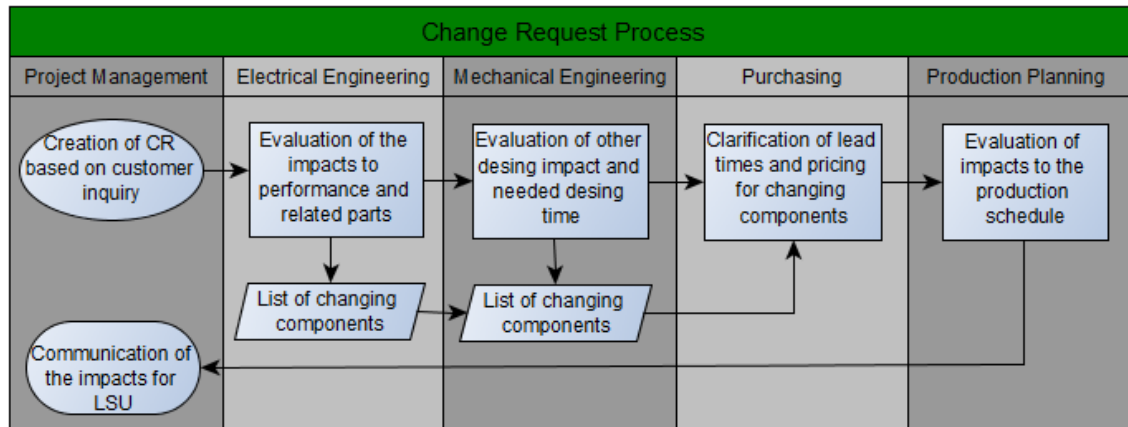 Change Request Process
Project Management
Electrical Engineering
Mechanical Engineering
Purchasing
Production Planning
Creation of CR
based on customer
inquiry
Evaluation of the
impacts to
performance and
related parts
Evaluation of other
desing impact and
needed desing
time
Clarification of lead
times and pricing
for changing
components
Evaluation of
impacts to the
production
schedule
List of changing
components
List of changing
components
Communication of
the impacts for
LSU